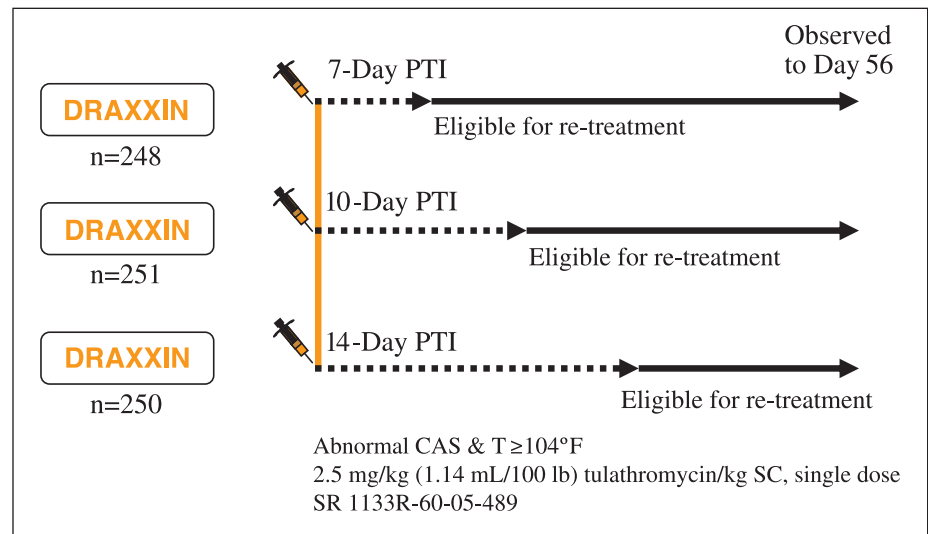 Observed
to Day 56
7-Day PTI
DRAXXIN
Eligible for re-treatment
n=248
10-Day PTI
DRAXXIN
Eligible for re-treatment
n=251
14-Day PTI
DRAXXIN
Eligible for re-treatment
n=250
Abnormal CAS & T ≥104°F
2.5 mg/kg (1.14 mL/100 lb) tulathromycin/kg SC, single dose
SR 1133R-60-05-489